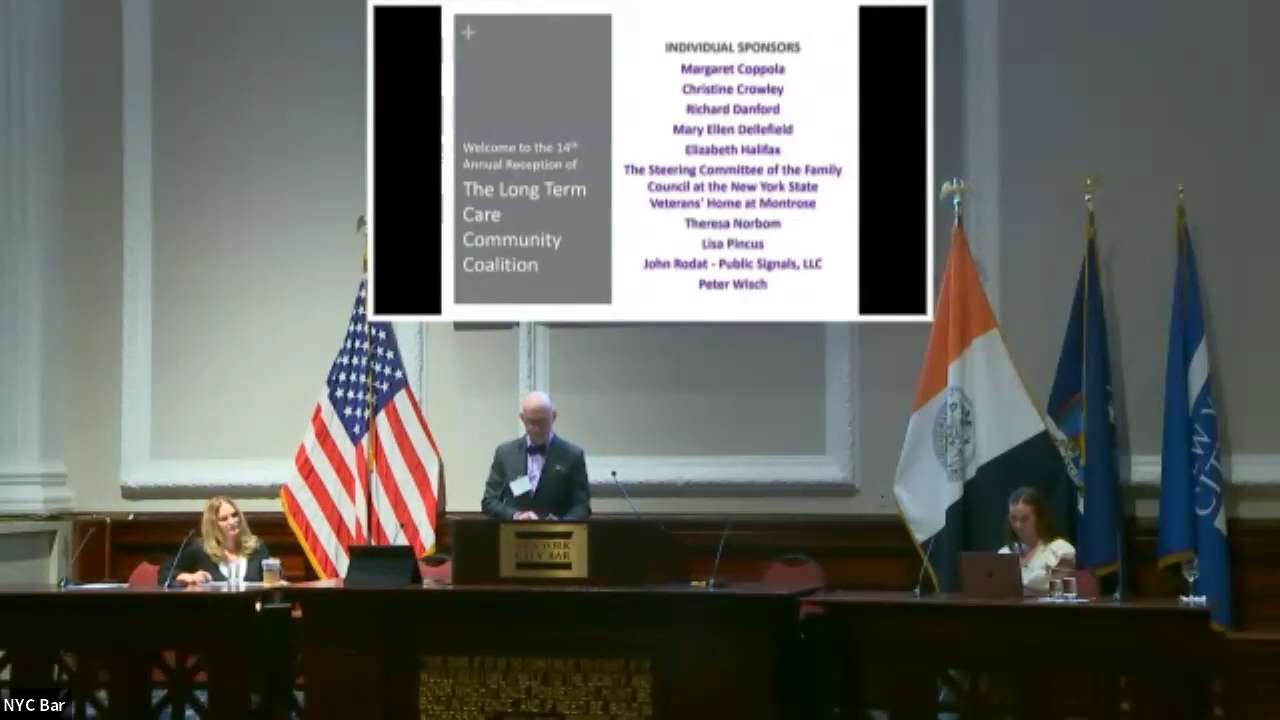 +
Welcome to the 14th
Annual Reception of
The Long Term
Care
Community
Coalition
INDIVIDUAL SPONSORS
Margaret Coppola
Christine Crowley
Richard Danford
Mary Ellen Dellefield
Elizabeth Halifax
The Steering Committee of the Family
Council at the New York State
Veterans' Home at Montrose
Theresa Norbom
Lisa Pincus
John Rodat - Public Signals, LLC
Peter Wisch
NEW YORK
CITY BAR
NYC Bar